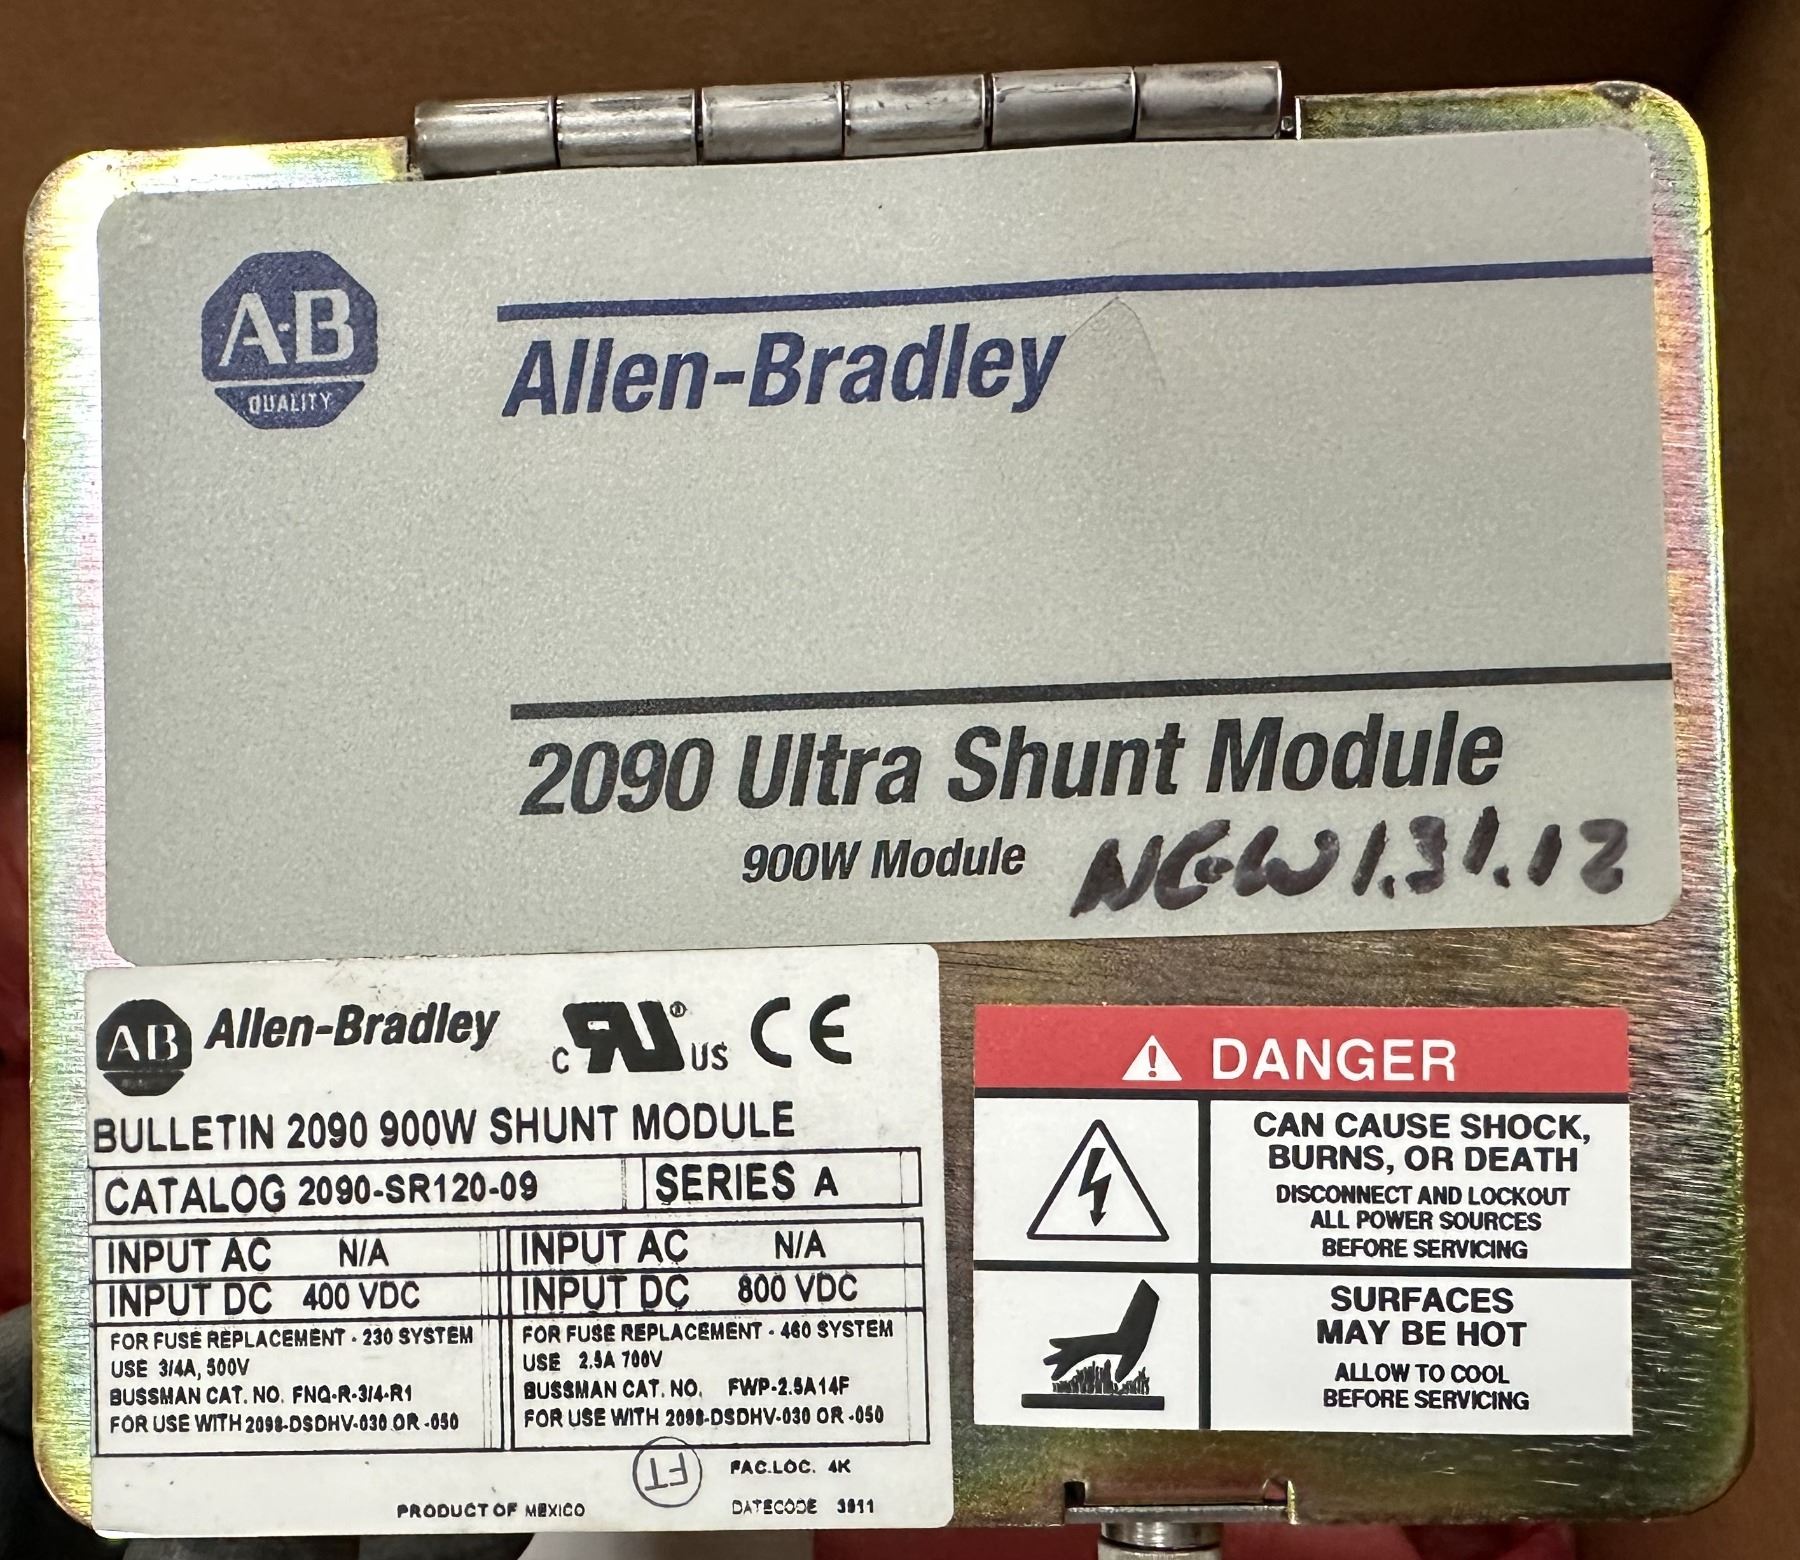 A-B
QUALITY
Allen-Bradley
2090 Ultra Shunt Module
900W Module
NEW 1.31.12
AB
Allen-Bradley
c RU ® US CE
BULLETIN 2090 900W SHUNT MODULE
CATALOG 2090-SR120-09 SERIES A
INPUT AC N/A INPUT AC N/A
INPUT DC 400 VDC INPUT DC 800 VDC
FOR FUSE REPLACEMENT - 230 SYSTEM
USE 3/4A, 500V
BUSSMAN CAT. NO. FNQ-R-3/4-R1
FOR USE WITH 2098-DSDHV-030 OR -050
FOR FUSE REPLACEMENT - 460 SYSTEM
USE 2.5A 700V
BUSSMAN CAT. NO. FWP-2.5A14F
FOR USE WITH 2098-DSDHV-030 OR -050
FT
FAC.LOC. 4K
PRODUCT OF MEXICO
DATECODE 3911
DANGER
CAN CAUSE SHOCK,
BURNS, OR DEATH
DISCONNECT AND LOCKOUT
ALL POWER SOURCES
BEFORE SERVICING
SURFACES
MAY BE HOT
ALLOW TO COOL
BEFORE SERVICING